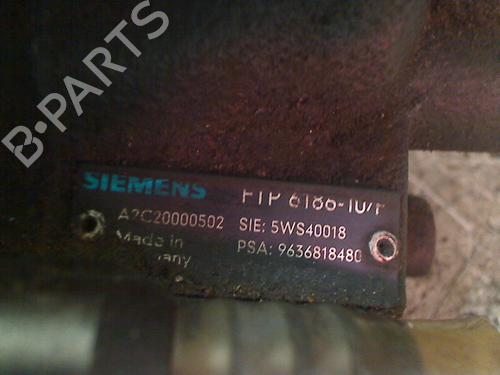 B·PARTS
SIEMENS
A2C20000502 SIE: 5WS40018
Made in PSA: 9636818480